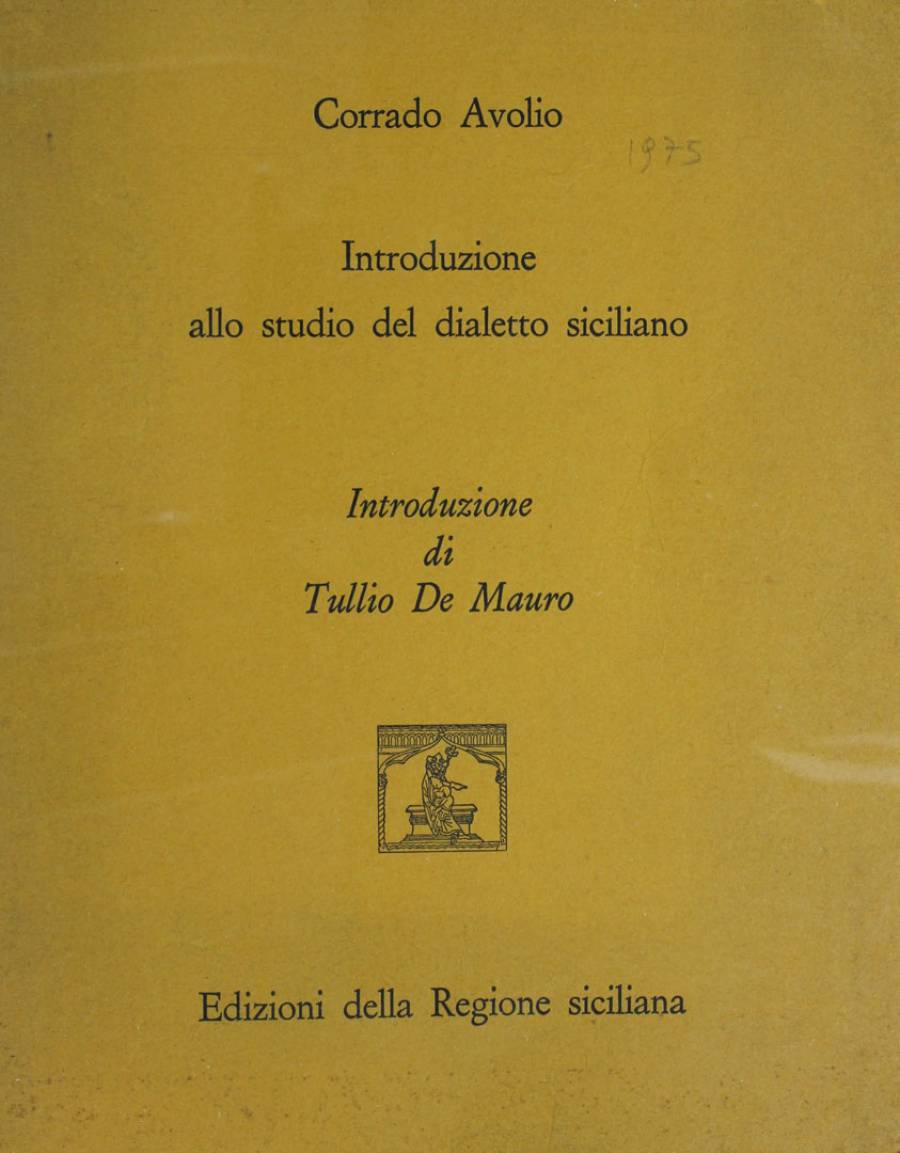 Corrado Avolio
1975
Introduzione
allo studio del dialetto siciliano
Introduzione
di
Tullio De Mauro
Edizioni della Regione siciliana